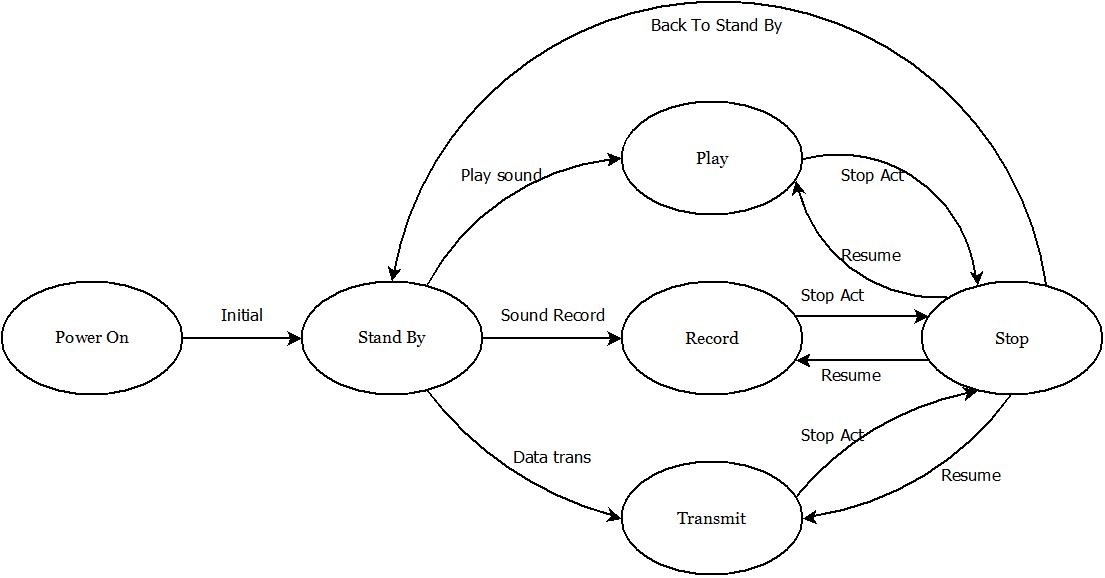 Back To Stand By
Play
Play sound
Stop Act
Resume
Stop Act
Initial
Sound Record
Power On
Stand By
Record
Stop
Resume
Stop Act
Data trans
Resume
Transmit